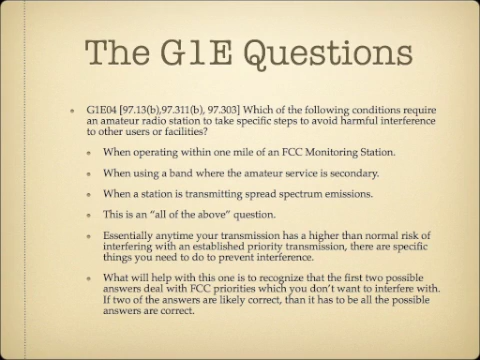 The G1E Questions
G1E04 [97.13(b),97.311(b), 97.303] Which of the following conditions require
an amateur radio station to take specific steps to avoid harmful interference
to other users or facilities?
When operating within one mile of an FCC Monitoring Station.
When using a band where the amateur service is secondary.
When a station is transmitting spread spectrum emissions.
This is an “all of the above” question.
Essentially anytime your transmission has a higher than normal risk of
interfering with an established priority transmission, there are specific
things you need to do to prevent interference.
What will help with this one is to recognize that the first two possible
answers deal with FCC priorities which you don’t want to interfere with.
If two of the answers are likely correct, than it has to be all the possible
answers are correct.